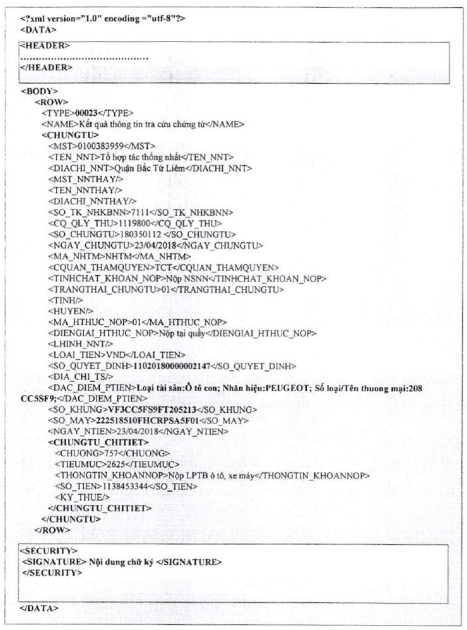 <?xml version="1.0" encoding ="utf-8"?>
<DATA>
<HEADER>
........................................
</HEADER>
<BODY>
<ROW>
<TYPE>00023</TYPE>
<NAME>Kết quả thông tin tra cứu chứng từ</NAME>
<CHUNGTU>
<MST>0100383959</MST>
<TEN_NNT>Tổ hợp tác thống nhất</TEN_NNT>
<DIACHI_NNT>Quận Bắc Từ Liêm</DIACHI_NNT>
<MST_NNTHAY/>
<TEN_NNTHAY/>
<DIACHI_NNTHAY/>
<SO_TK_NHKBNN>7111</SO_TK_NHKBNN>
<CQ_QLY_THU>1119800</CQ_QLY_THU>
<SO_CHUNGTU>180350112 </SO_CHUNGTU>
<NGAY_CHUNGTU>23/04/2018</NGAY_CHUNGTU>
<MA_NHTM>NHTM</MA_NHTM>
<CQUAN_THAMQUYEN>TCT</CQUAN_THAMQUYEN>
<TINHCHAT_KHOAN_NOP>Nộp NSNN</TINHCHAT_KHOAN_NOP>
<TRANGTHAI_CHUNGTU>01</TRANGTHAI_CHUNGTU>
<TINH/>
<HUYEN/>
<MA_HTHUC_NOP>01</MA_HTHUC_NOP>
<DIENGIAI_HTHUC_NOP>Nộp tại quầy</DIENGIAI_HTHUC_NOP>
<LHINH_NNT/>
<LOAI_TIEN>VND</LOAI_TIEN>
<SO_QUYET_DINH>11020180000002147</SO_QUYET_DINH>
<DIA_CHI_TS/>
<DAC_DIEM_PTIEN>Loại tài sản:Ô tô con; Nhãn hiệu:PEUGEOT; Số loại/Tên thuong mại:208
CC5SF9;</DAC_DIEM_PTIEN>
<SO_KHUNG>VF3CC5FS9FT205213</SO_KHUNG>
<SO_MAY>222518510FHCRPSA5F01</SO_MAY>
<NGAY_NTIEN>23/04/2018</NGAY_NTIEN>
<CHUNGTU_CHITIET>
<CHUONG>757</CHUONG>
<TIEUMUC>2625</TIEUMUC>
<THONGTIN_KHOANNOP>Nộp LPTB ô tô, xe máy</THONGTIN_KHOANNOP>
<SO_TIEN>1138453344</SO_TIEN>
<KY_THUE/>
</CHUNGTU_CHITIET>
</CHUNGTU>
</ROW>
<SECURITY>
<SIGNATURE> Nội dung chữ ký </SIGNATURE>
</SECURITY>
</DATA>